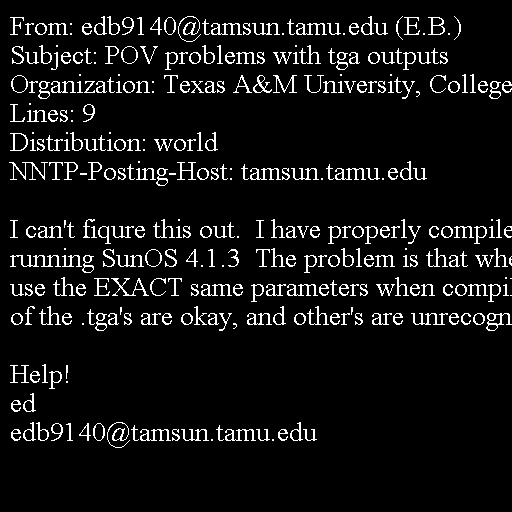 From: edb9140@tamsun.tamu.edu (E.B.)
Subject: POV problems with tga outputs
Organization: Texas A&M University, College
Lines: 9
Distribution: world
NNTP-Posting-Host: tamsun.tamu.edu

I can't fiqure this out.  I have properly compile
running SunOS 4.1.3  The problem is that whe
use the EXACT same parameters when compil
of the .tga's are okay, and other's are unrecogn

Help!
ed
edb9140@tamsun.tamu.edu